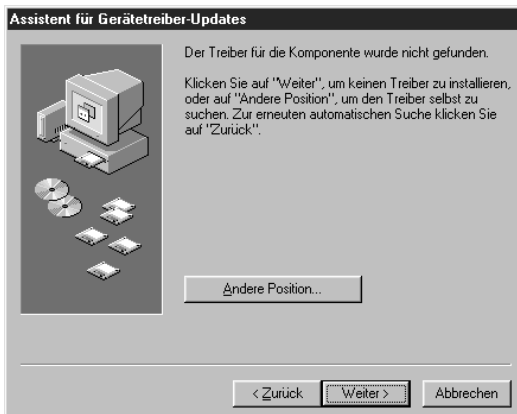 Assistent für Gerätetreiber-Updates
Der Treiber für die Komponente wurde nicht gefunden.
Klicken Sie auf "Weiter", um keinen Treiber zu installieren,
oder auf "Andere Position", um den Treiber selbst zu
suchen. Zur erneuten automatischen Suche klicken Sie
auf "Zurück".
Andere Position...
< Zurück
Weiter >
Abbrechen